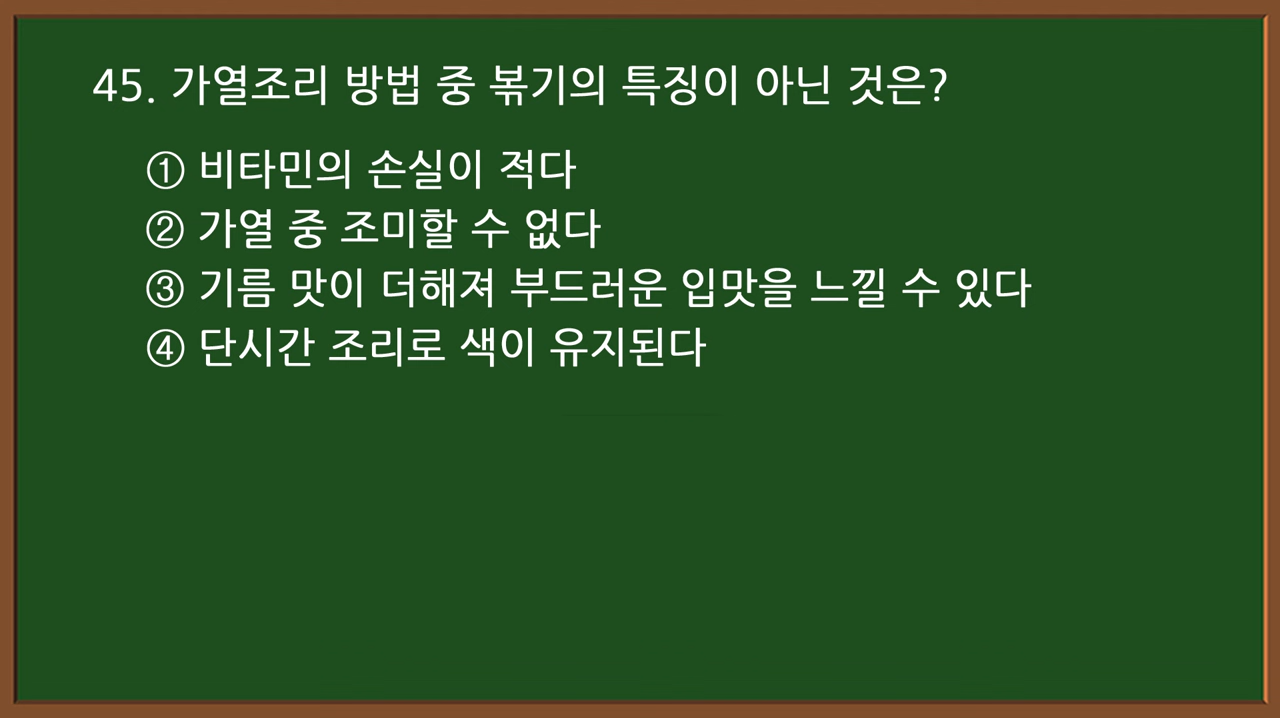 45. 가열조리 방법 중 볶기의 특징이 아닌 것은?
① 비타민의 손실이 적다
② 가열 중 조미할 수 없다
③ 기름 맛이 더해져 부드러운 입맛을 느낄 수 있다
④ 단시간 조리로 색이 유지된다